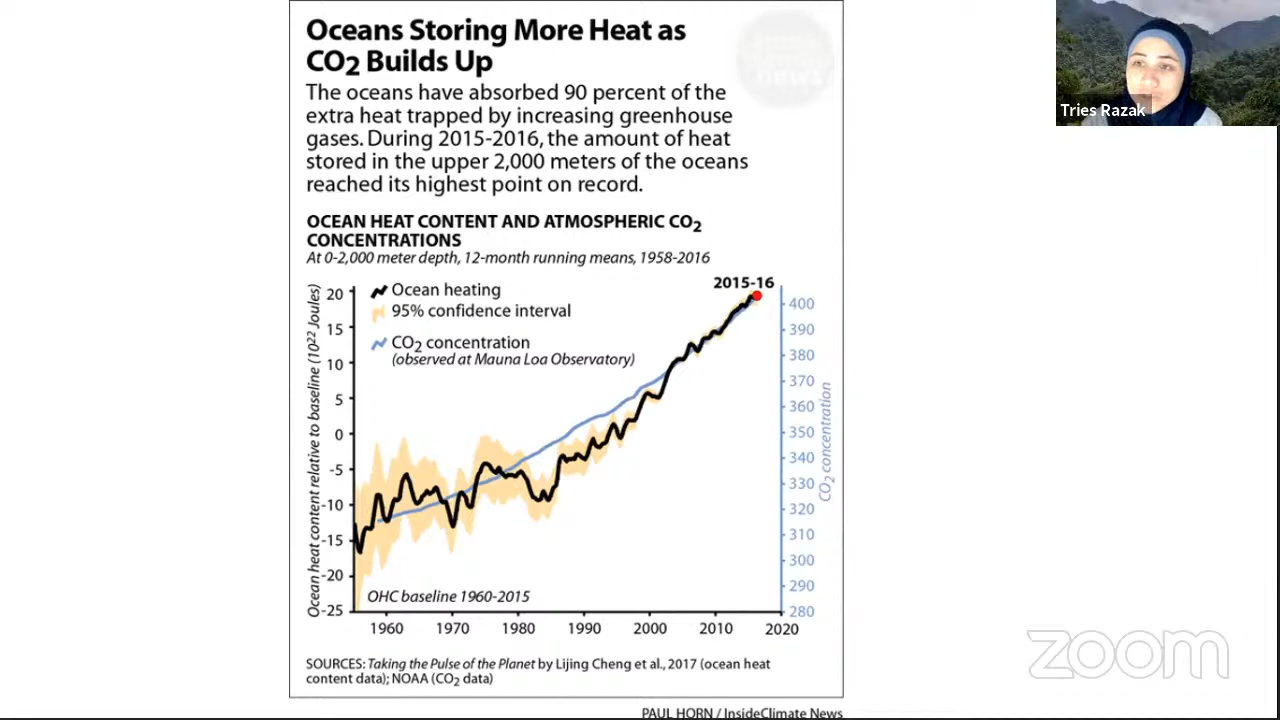 Oceans Storing More Heat as
CO2 Builds Up
The oceans have absorbed 90 percent of the
extra heat trapped by increasing greenhouse
gases. During 2015-2016, the amount of heat
stored in the upper 2,000 meters of the oceans
reached its highest point on record.
OCEAN HEAT CONTENT AND ATMOSPHERIC CO2
CONCENTRATIONS
At 0-2,000 meter depth, 12-month running means, 1958-2016
2015-16
Ocean heating
95% confidence interval
CO2 concentration
(observed at Mauna Loa Observatory)
Ocean heat content relative to baseline (10²² Joules)
20
15
10
5
0
-5
-10
-15
-20
-25
400
390
380
370
360
350
340
330
320
310
300
290
280
CO2 concentration
OHC baseline 1960-2015
1960 1970 1980 1990 2000 2010 2020
SOURCES: Taking the Pulse of the Planet by Lijing Cheng et al., 2017 (ocean heat
content data); NOAA (CO2 data)
PAUL HORN / InsideClimate News
Tries Razak
zoom